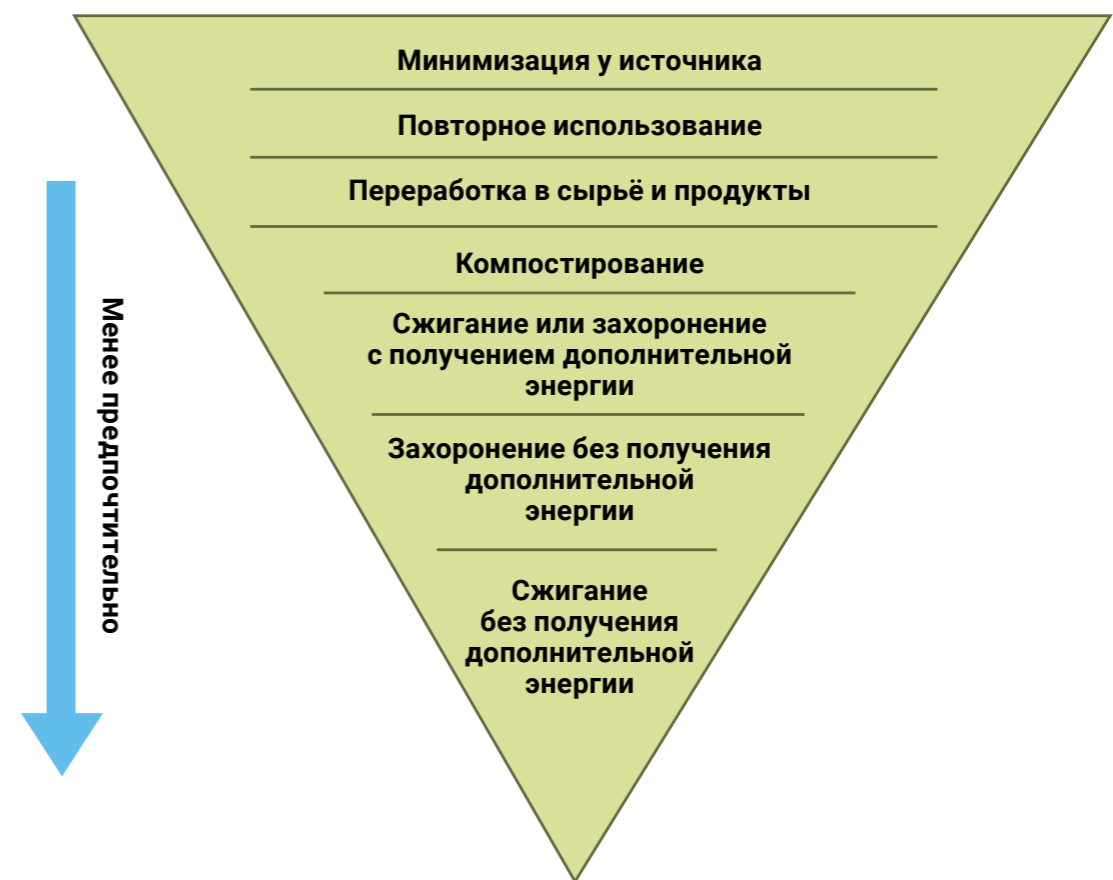 Минимизация у источника
Повторное использование
Переработка в сырьё и продукты
Компостирование
Сжигание или захоронение
с получением дополнительной
энергии
Захоронение без получения
дополнительной
энергии
Сжигание
без получения
дополнительной
энергии
Менее предпочтительно